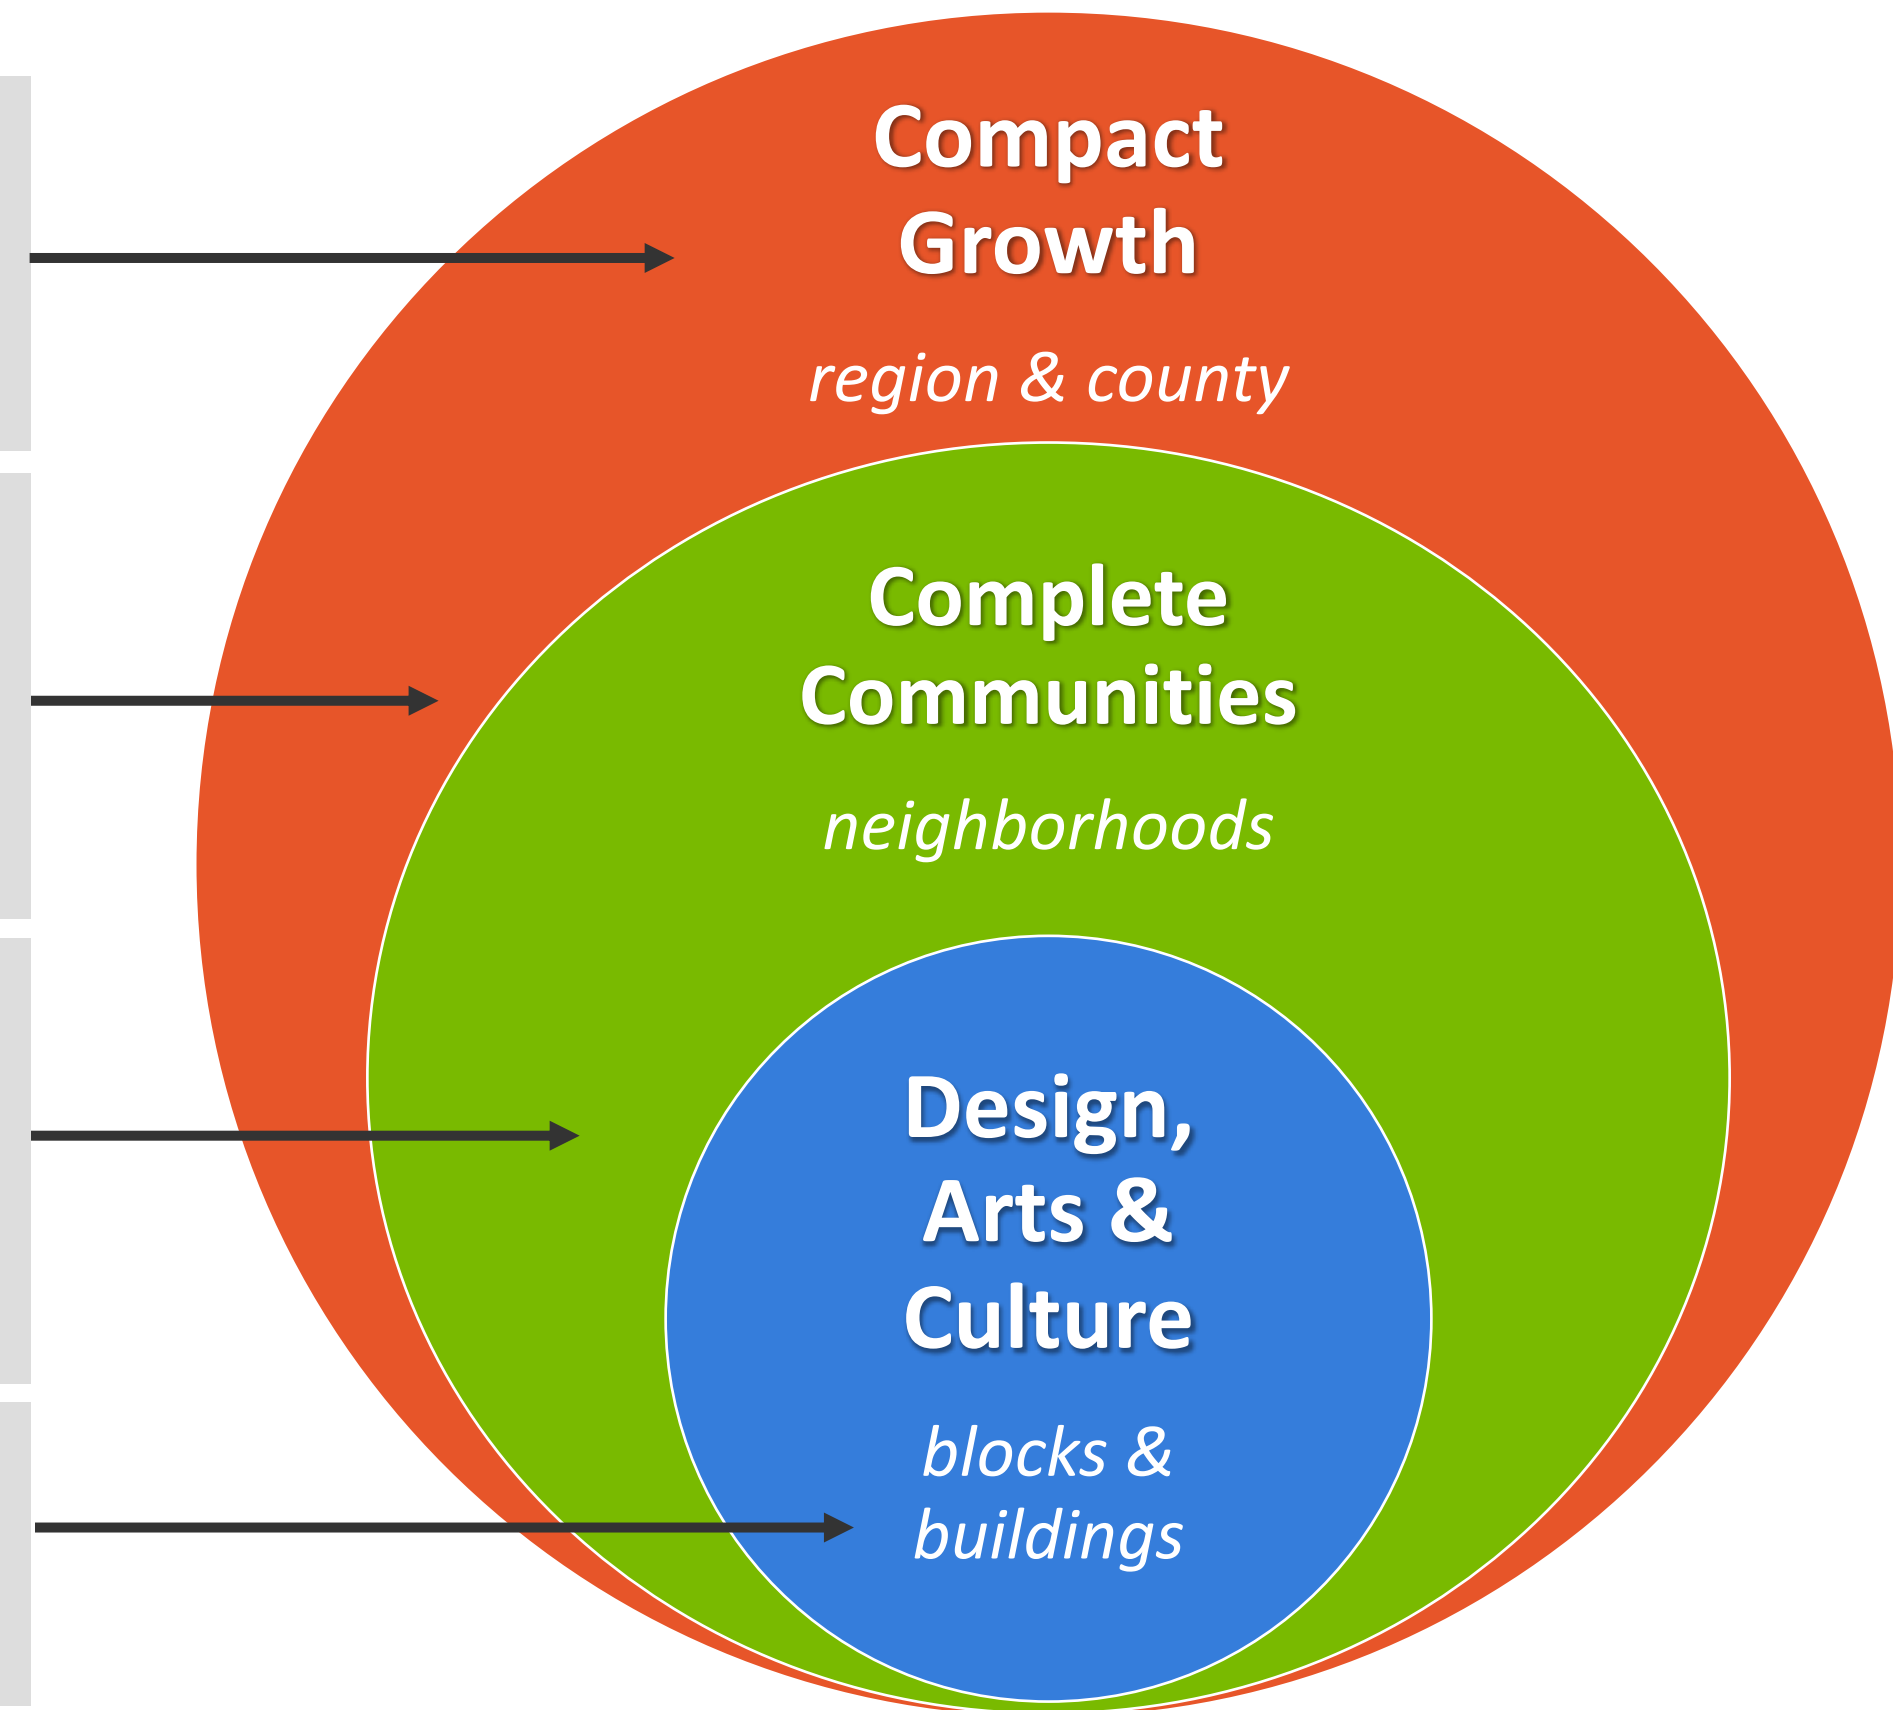 Compact
Growth
region & county
Complete
Communities
neighborhoods
Design,
Arts &
Culture
blocks &
buildings